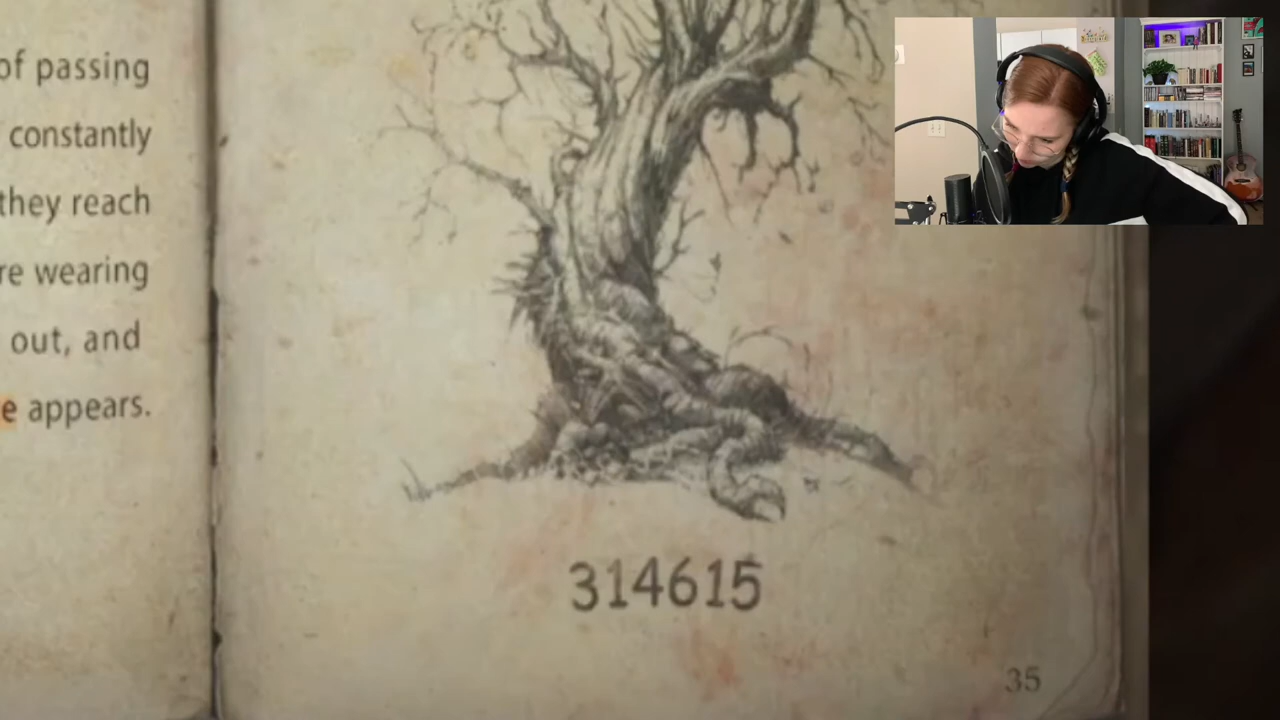 of passing
constantly
they reach
re wearing
out, and
e appears.
314615
35